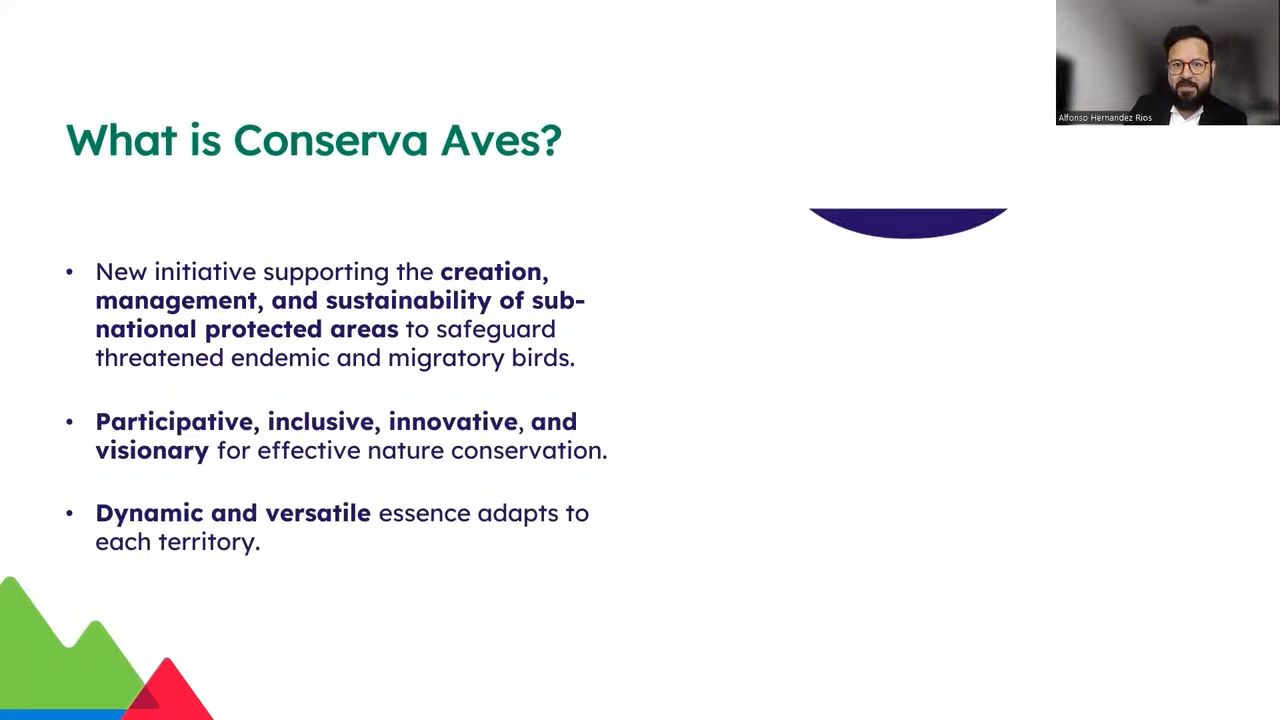 Alfonso Hernandez Rios
What is Conserva Aves?
• New initiative supporting the creation,
management, and sustainability of sub-
national protected areas to safeguard
threatened endemic and migratory birds.
• Participative, inclusive, innovative, and
visionary for effective nature conservation.
• Dynamic and versatile essence adapts to
each territory.